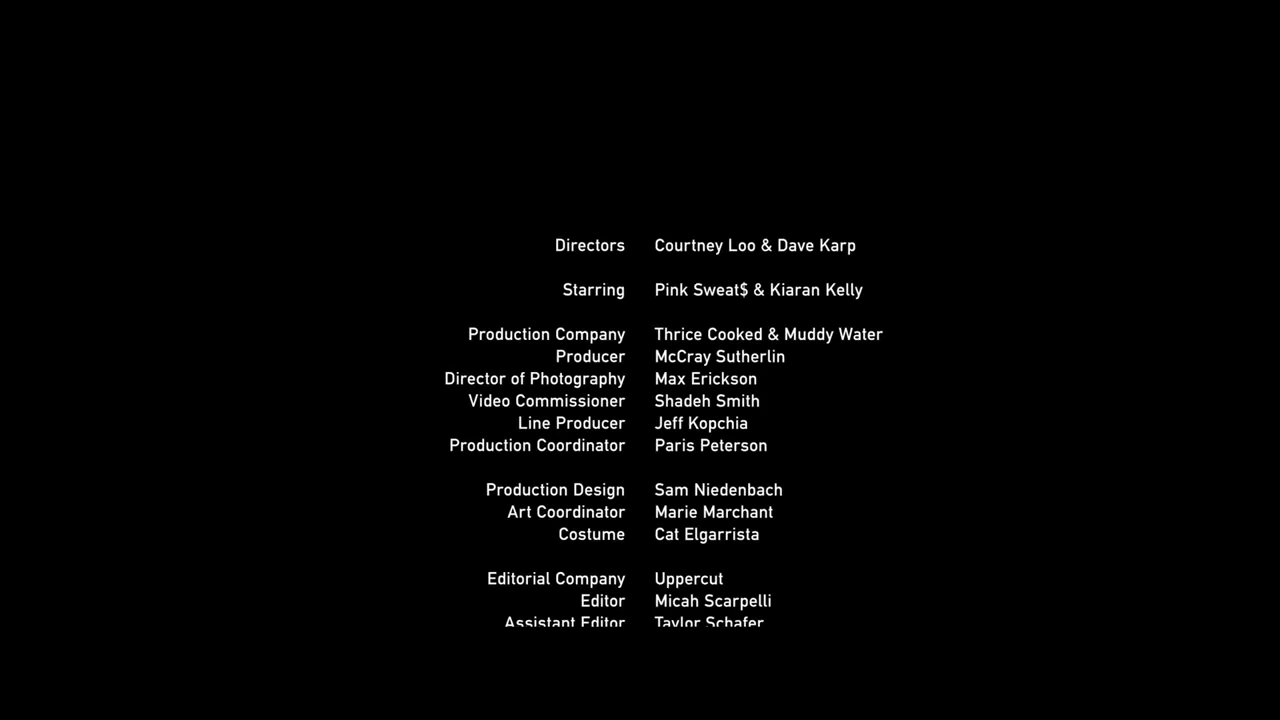 Directors Courtney Loo & Dave Karp
Starring Pink Sweat$ & Kiaran Kelly
Production Company Thrice Cooked & Muddy Water
Producer McCray Sutherlin
Director of Photography Max Erickson
Video Commissioner Shadeh Smith
Line Producer Jeff Kopchia
Production Coordinator Paris Peterson
Production Design Sam Niedenbach
Art Coordinator Marie Marchant
Costume Cat Elgarrista
Editorial Company Uppercut
Editor Micah Scarpelli
Assistant Editor Taylor Schafer